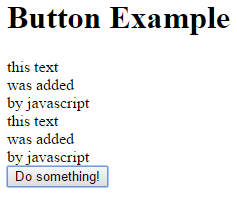 Button Example
this text
was added
by javascript
this text
was added
by javascript
Do something!